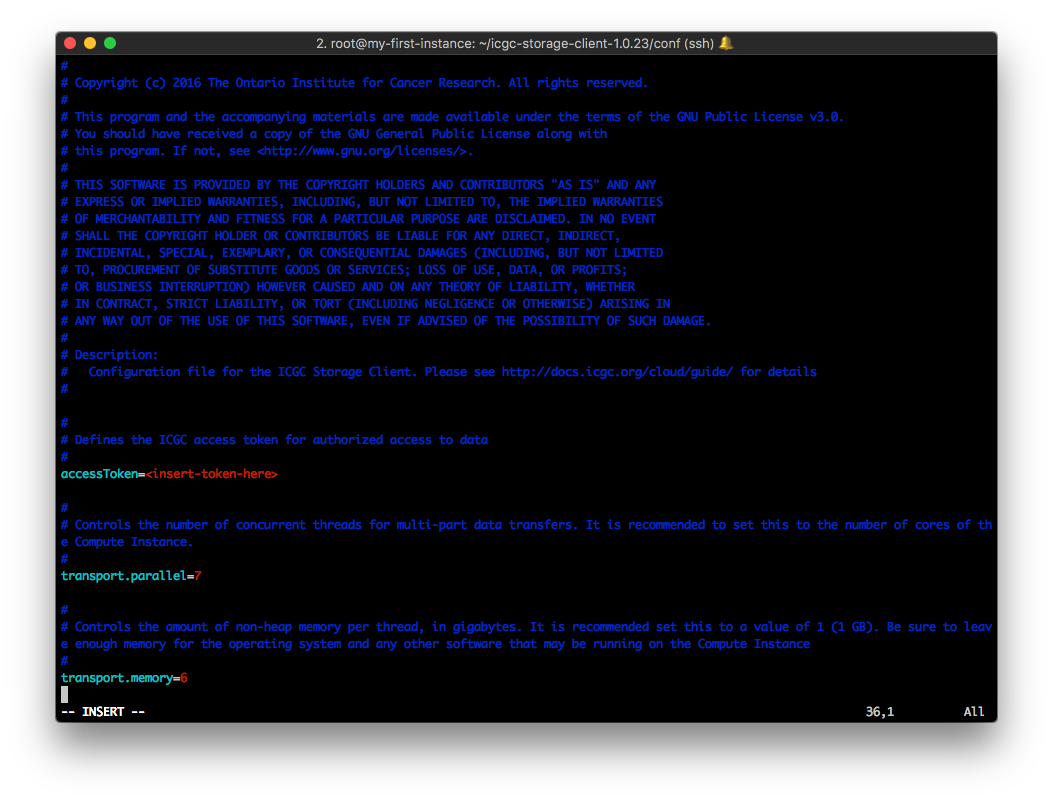 2. root@my-first-instance: ~/icgc-storage-client-1.0.23/conf (ssh) 🔔
#
# Copyright (c) 2016 The Ontario Institute for Cancer Research. All rights reserved.
#
# This program and the accompanying materials are made available under the terms of the GNU Public License v3.0.
# You should have received a copy of the GNU General Public License along with
# this program. If not, see <http://www.gnu.org/licenses/>.
#
# THIS SOFTWARE IS PROVIDED BY THE COPYRIGHT HOLDERS AND CONTRIBUTORS "AS IS" AND ANY
# EXPRESS OR IMPLIED WARRANTIES, INCLUDING, BUT NOT LIMITED TO, THE IMPLIED WARRANTIES
# OF MERCHANTABILITY AND FITNESS FOR A PARTICULAR PURPOSE ARE DISCLAIMED. IN NO EVENT
# SHALL THE COPYRIGHT HOLDER OR CONTRIBUTORS BE LIABLE FOR ANY DIRECT, INDIRECT,
# INCIDENTAL, SPECIAL, EXEMPLARY, OR CONSEQUENTIAL DAMAGES (INCLUDING, BUT NOT LIMITED
# TO, PROCUREMENT OF SUBSTITUTE GOODS OR SERVICES; LOSS OF USE, DATA, OR PROFITS;
# OR BUSINESS INTERRUPTION) HOWEVER CAUSED AND ON ANY THEORY OF LIABILITY, WHETHER
# IN CONTRACT, STRICT LIABILITY, OR TORT (INCLUDING NEGLIGENCE OR OTHERWISE) ARISING IN
# ANY WAY OUT OF THE USE OF THIS SOFTWARE, EVEN IF ADVISED OF THE POSSIBILITY OF SUCH DAMAGE.
#
# Description:
#   Configuration file for the ICGC Storage Client. Please see http://docs.icgc.org/cloud/guide/ for details
#
#
# Defines the ICGC access token for authorized access to data
#
accessToken=<insert-token-here>
#
# Controls the number of concurrent threads for multi-part data transfers. It is recommended to set this to the number of cores of th
e Compute Instance.
#
transport.parallel=7
#
# Controls the amount of non-heap memory per thread, in gigabytes. It is recommended set this to a value of 1 (1 GB). Be sure to leav
e enough memory for the operating system and any other software that may be running on the Compute Instance
#
transport.memory=6
-- INSERT --
36,1
All